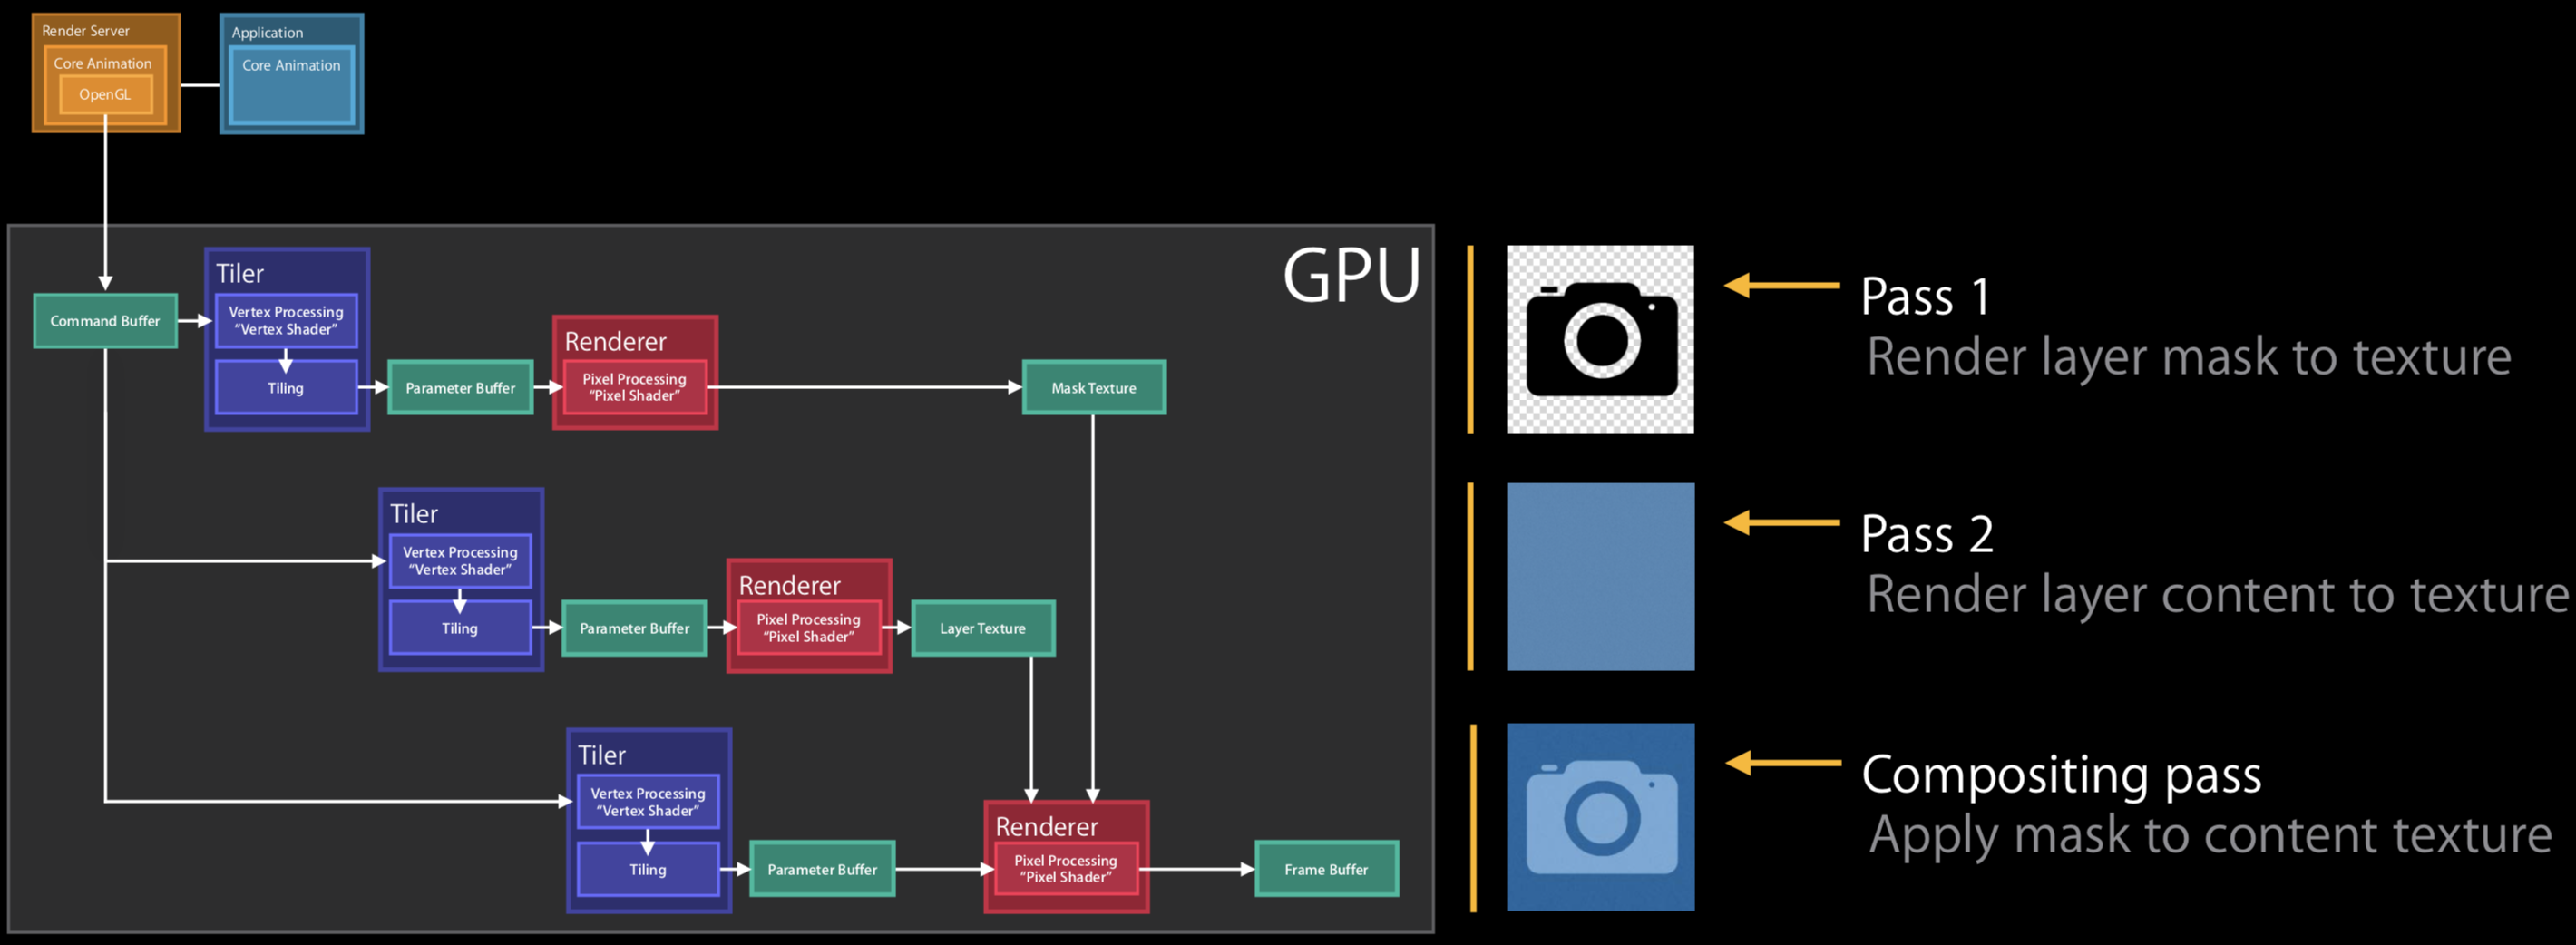 Render Server
Core Animation
OpenGL
Application
Core Animation
GPU
Command Buffer
Tiler
Vertex Processing
“Vertex Shader”
Tiling
Parameter Buffer
Renderer
Pixel Processing
“Pixel Shader”
Mask Texture
Pass 1
Render layer mask to texture
Tiler
Vertex Processing
“Vertex Shader”
Tiling
Parameter Buffer
Renderer
Pixel Processing
“Pixel Shader”
Layer Texture
Pass 2
Render layer content to texture
Tiler
Vertex Processing
“Vertex Shader”
Tiling
Parameter Buffer
Renderer
Pixel Processing
“Pixel Shader”
Frame Buffer
Compositing pass
Apply mask to content texture